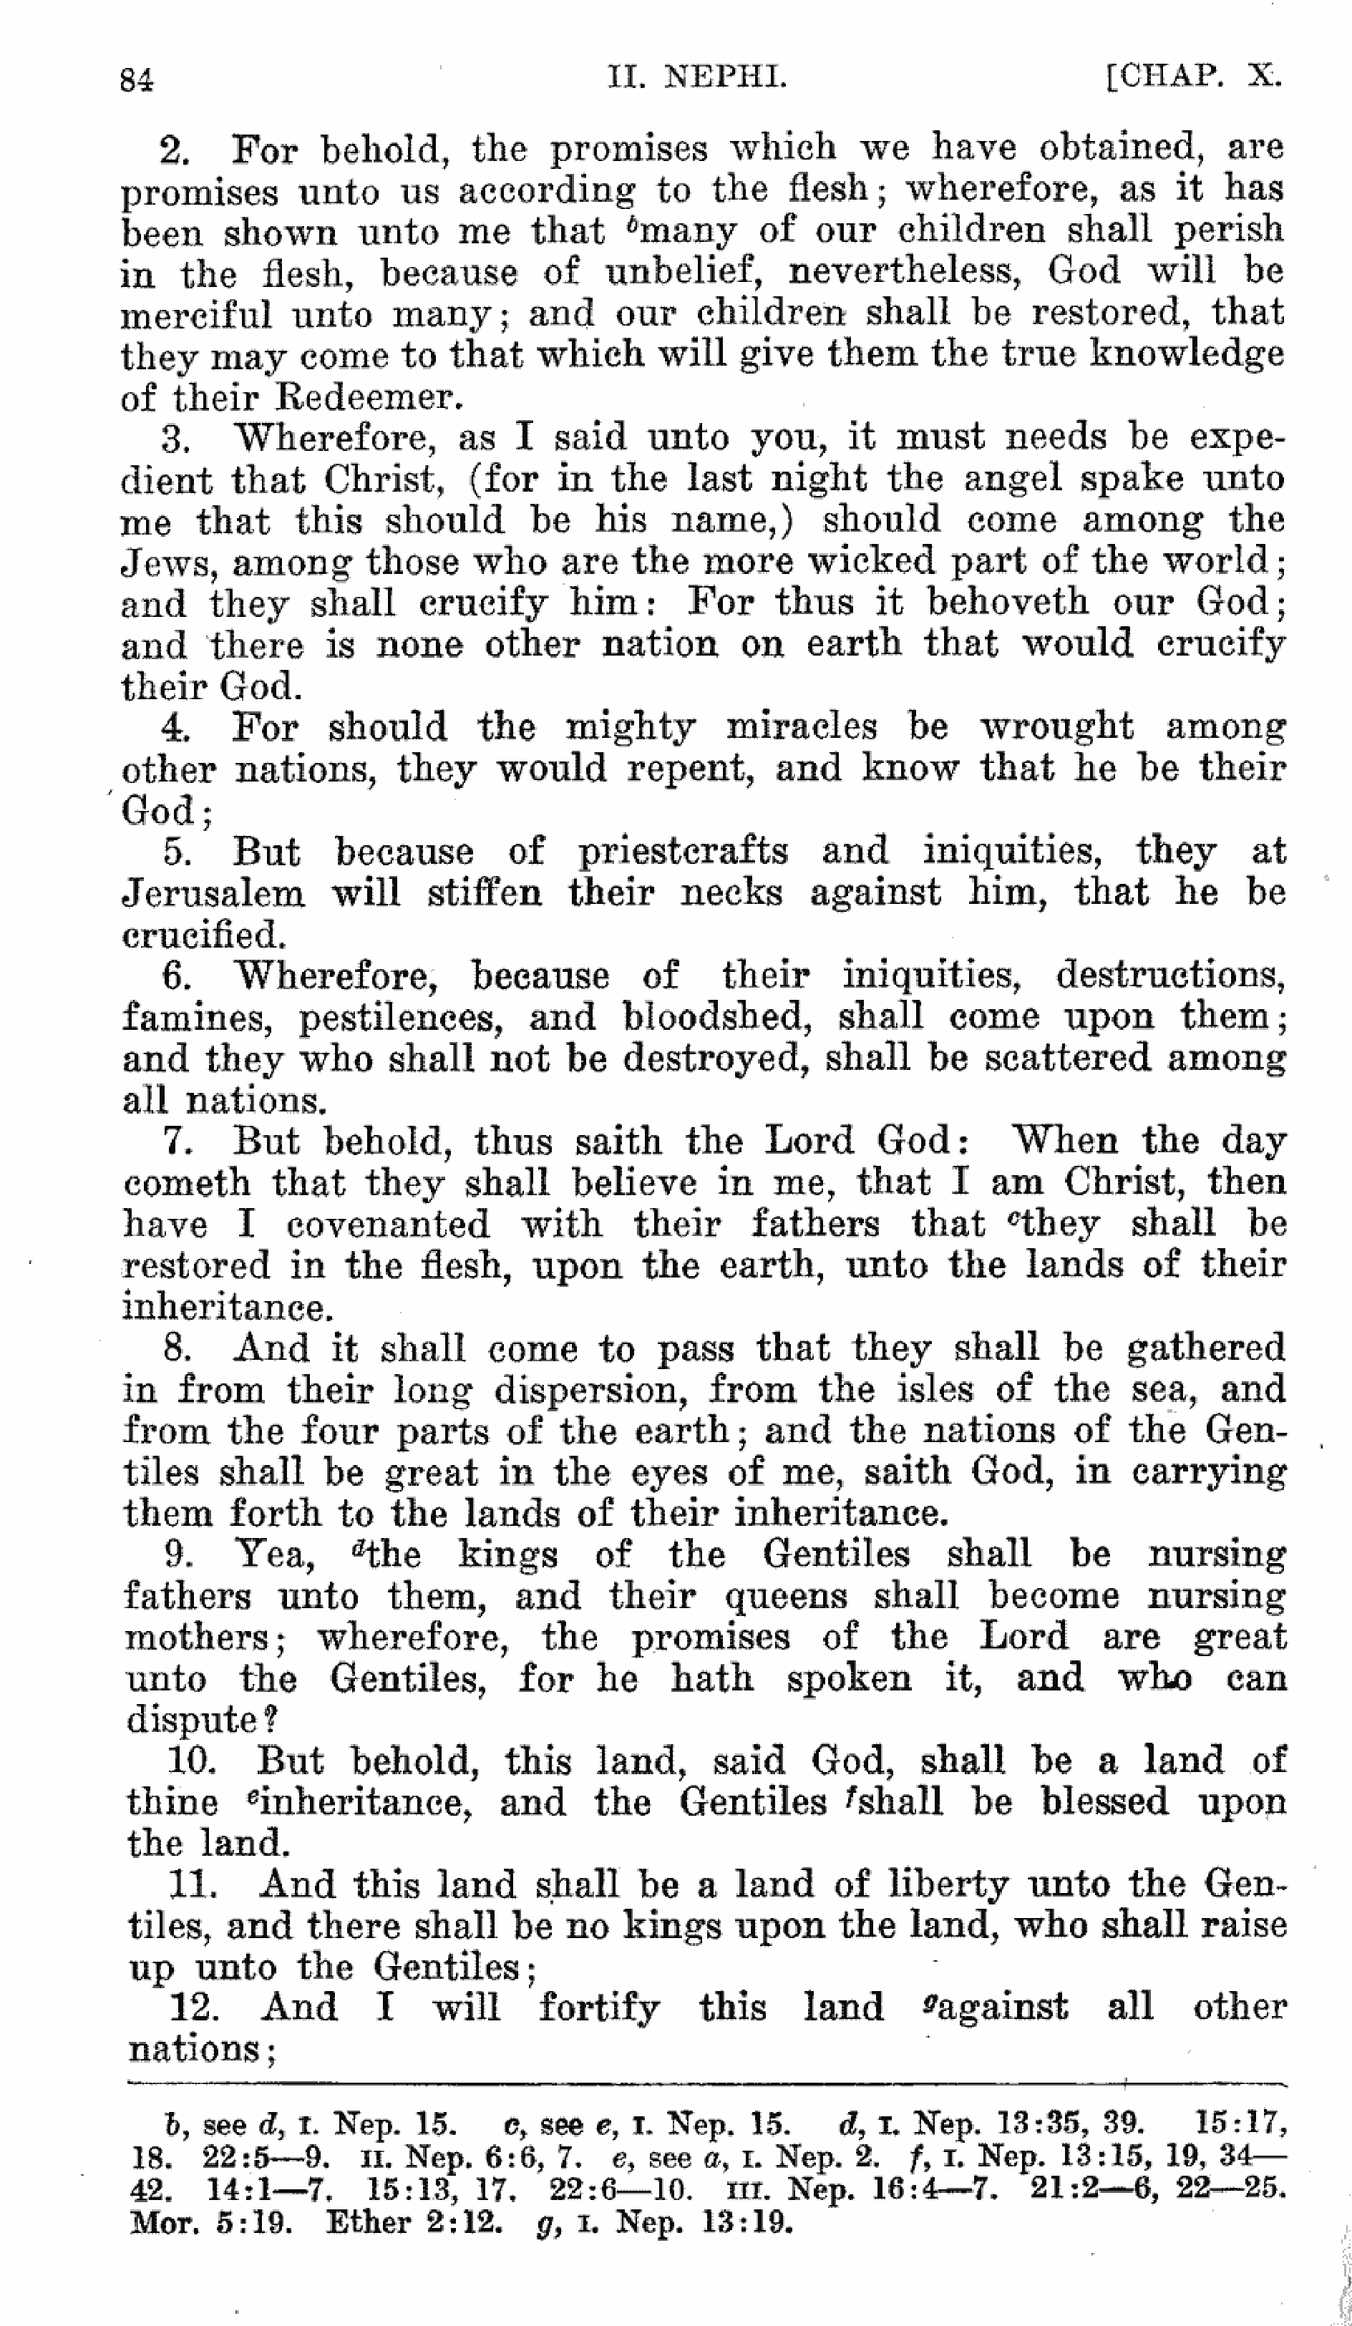 84 II. NEPHI. [CHAP. X.
2. For behold, the promises which we have obtained, are
promises unto us according to the flesh; wherefore, as it has
been shown unto me that bmany of our children shall perish
in the flesh, because of unbelief, nevertheless, God will be
merciful unto many; and our children shall be restored, that
they may come to that which will give them the true knowledge
of their Redeemer.
3. Wherefore, as I said unto you, it must needs be expe-
dient that Christ, (for in the last night the angel spake unto
me that this should be his name,) should come among the
Jews, among those who are the more wicked part of the world;
and they shall crucify him: For thus it behoveth our God;
and there is none other nation on earth that would crucify
their God.
4. For should the mighty miracles be wrought among
other nations, they would repent, and know that he be their
God;
5. But because of priestcrafts and iniquities, they at
Jerusalem will stiffen their necks against him, that he be
crucified.
6. Wherefore, because of their iniquities, destructions,
famines, pestilences, and bloodshed, shall come upon them;
and they who shall not be destroyed, shall be scattered among
all nations.
7. But behold, thus saith the Lord God: When the day
cometh that they shall believe in me, that I am Christ, then
have I covenanted with their fathers that cthey shall be
restored in the flesh, upon the earth, unto the lands of their
inheritance.
8. And it shall come to pass that they shall be gathered
in from their long dispersion, from the isles of the sea, and
from the four parts of the earth; and the nations of the Gen-
tiles shall be great in the eyes of me, saith God, in carrying
them forth to the lands of their inheritance.
9. Yea, dthe kings of the Gentiles shall be nursing
fathers unto them, and their queens shall become nursing
mothers; wherefore, the promises of the Lord are great
unto the Gentiles, for he hath spoken it, and who can
dispute?
10. But behold, this land, said God, shall be a land of
thine einheritance, and the Gentiles fshall be blessed upon
the land.
11. And this land shall be a land of liberty unto the Gen-
tiles, and there shall be no kings upon the land, who shall raise
up unto the Gentiles;
12. And I will fortify this land gagainst all other
nations;
b, see d, I. Nep. 15. c, see e, I. Nep. 15. d, I. Nep. 13:35, 39. 15:17,
18. 22:5—9. II. Nep. 6:6, 7. e, see a, I. Nep. 2. f, I. Nep. 13:15, 19, 34—
42. 14:1—7. 15:13, 17. 22:6—10. III. Nep. 16:4—7. 21:2—6, 22—25.
Mor. 5:19. Ether 2:12. g, I. Nep. 13:19.